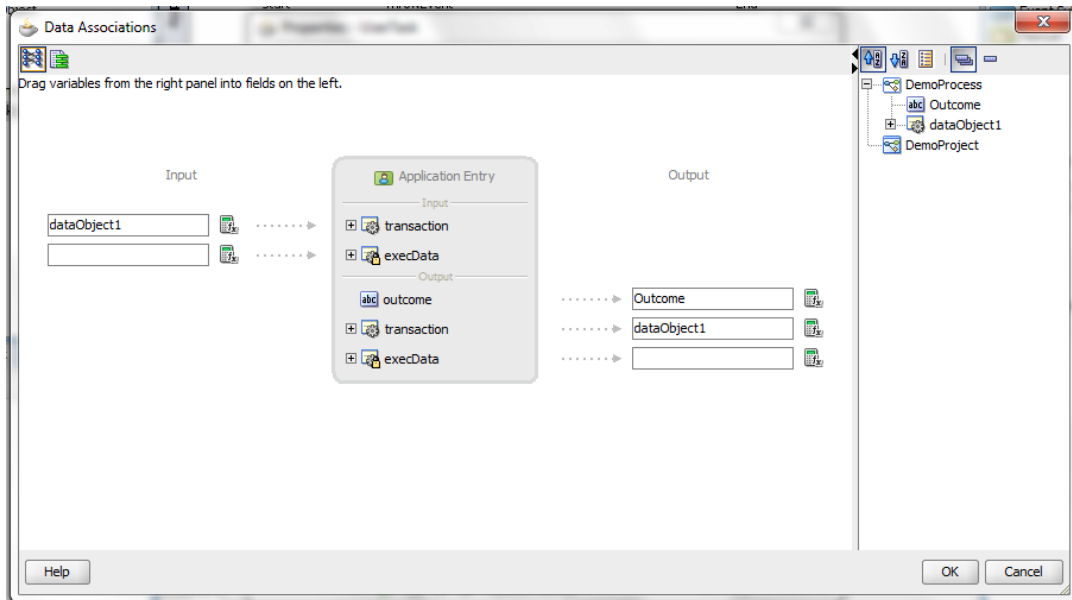 Data Associations
Drag variables from the right panel into fields on the left.
DemoProcess
Outcome
dataObject1
DemoProject
Input
Application Entry
Output
Input
dataObject1
transaction
execData
Output
outcome
Outcome
transaction
dataObject1
execData
Help
OK
Cancel